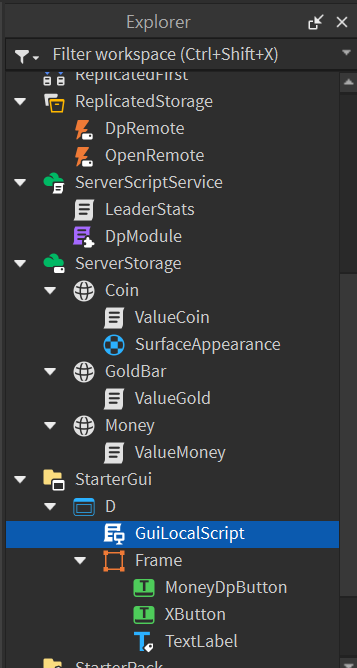 Explorer
Filter workspace (Ctrl+Shift+X)
ReplicatedFirst
ReplicatedStorage
DpRemote
OpenRemote
ServerScriptService
LeaderStats
DpModule
ServerStorage
Coin
ValueCoin
SurfaceAppearance
GoldBar
ValueGold
Money
ValueMoney
StarterGui
D
GuiLocalScript
Frame
MoneyDpButton
XButton
TextLabel
StarterPack